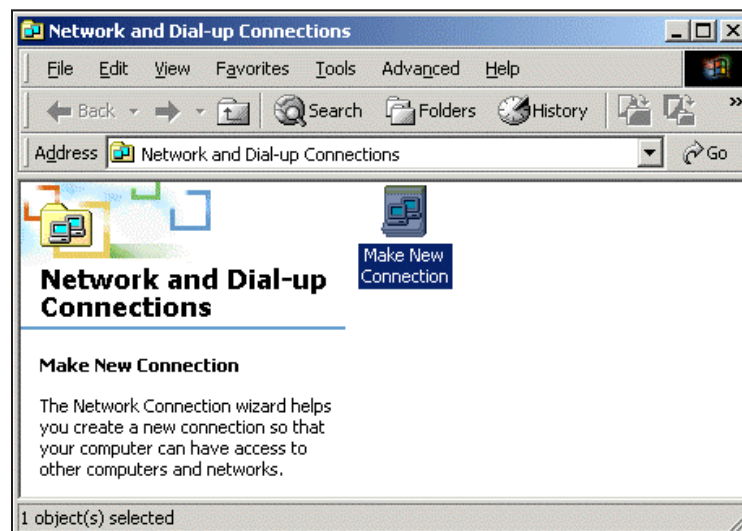 Network and Dial-up Connections
File Edit View Favorites Tools Advanced Help
Back Search Folders History »
Address Network and Dial-up Connections Go
Make New
Connection
Network and Dial-up
Connections
Make New Connection
The Network Connection wizard helps
you create a new connection so that
your computer can have access to
other computers and networks.
1 object(s) selected